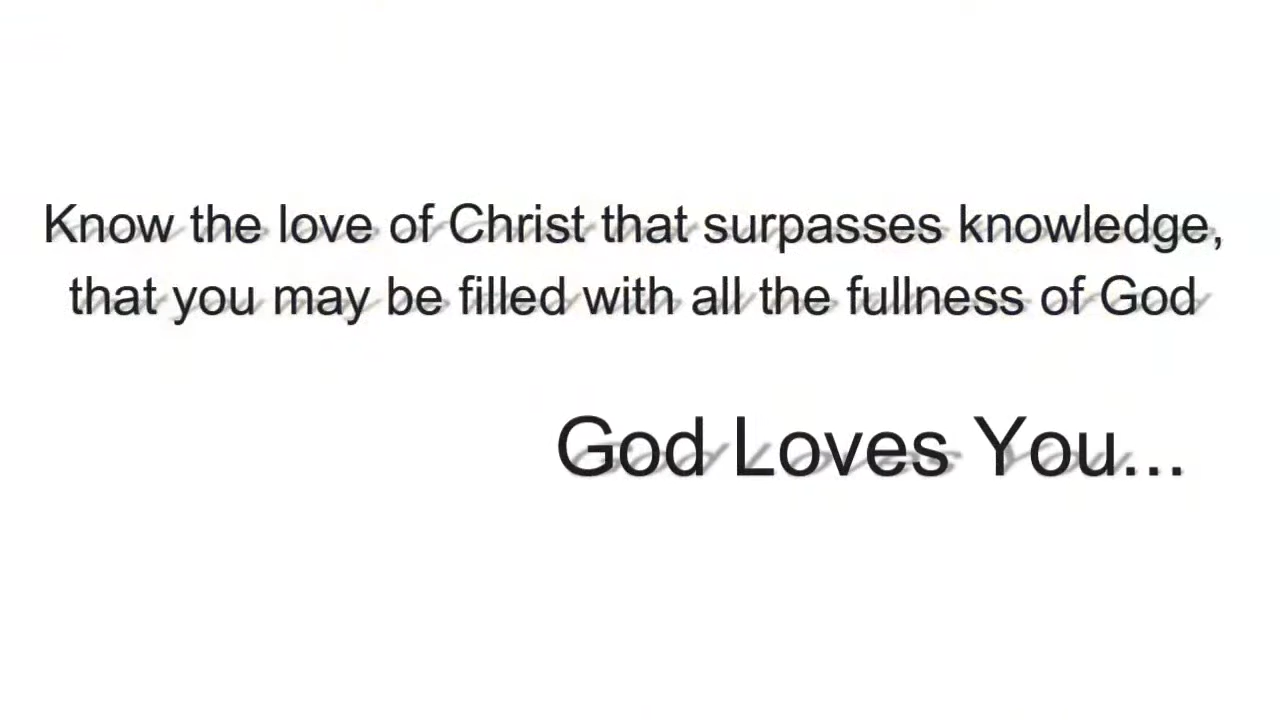 Know the love of Christ that surpasses knowledge,
that you may be filled with all the fullness of God
God Loves You...